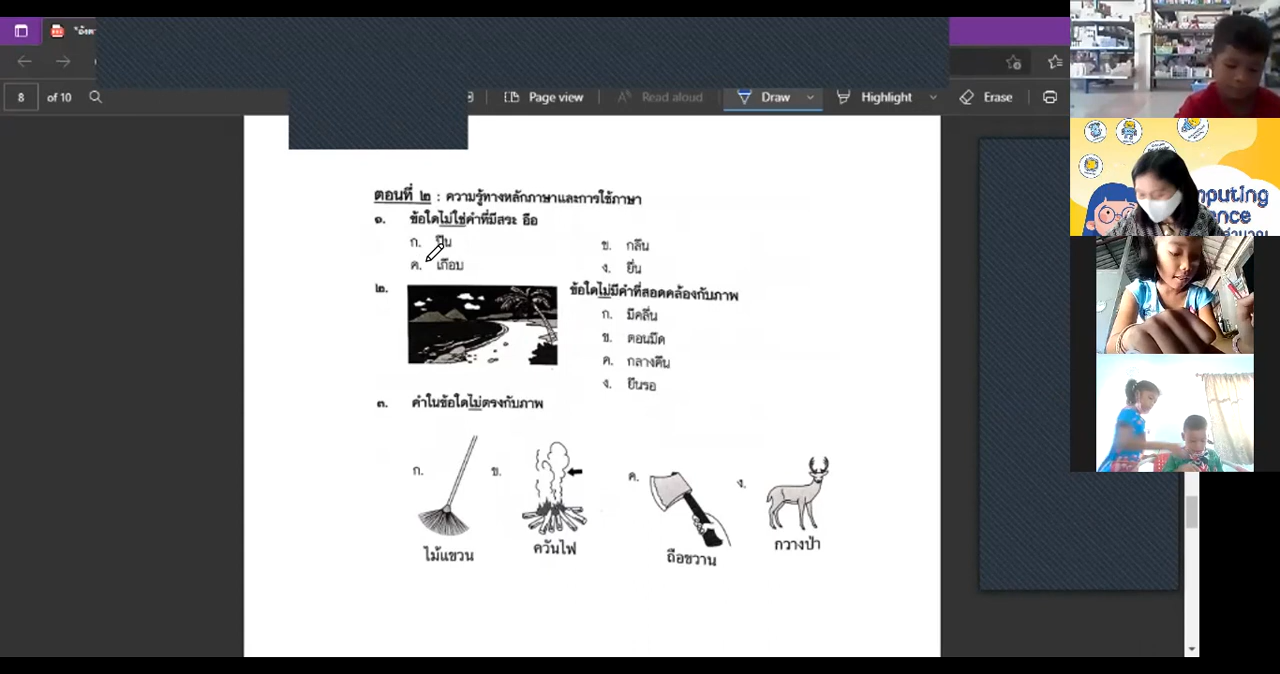 8 of 10
Page view
Read aloud
Draw
Highlight
Erase
ตอนที่ ๒ : ความรู้ทางหลักภาษาและการใช้ภาษา
๑. ข้อใดไม่ใช่คำที่มีสระ อือ
ก. ปืน ข. กลืน
ค. เกือบ ง. ยื่น
๒. ข้อใดไม่มีคำที่สอดคล้องกับภาพ
ก. มีคลื่น
ข. ตอนมืด
ค. กลางคืน
ง. ยืนรอ
๓. คำในข้อใดไม่ตรงกับภาพ
ก. ข. ค. ง.
ไม้แขวน ควันไฟ ถือขวาน กวางป่า